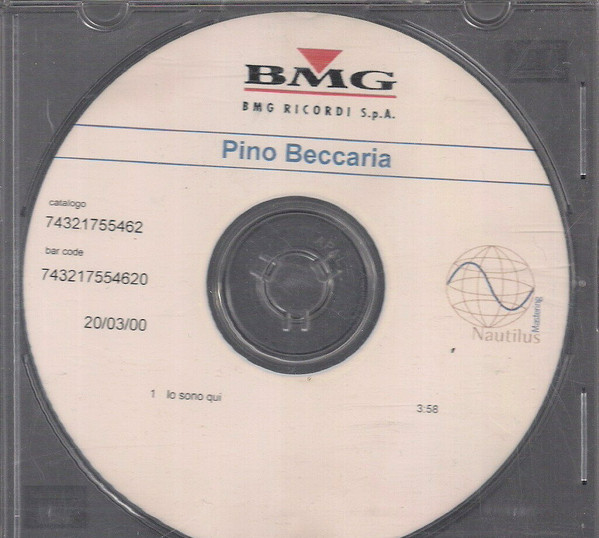 BMG
BMG RICORDI S.p.A.
Pino Beccaria
catalogo
74321755462
bar code
743217554620
20/03/00
Nautilus
Mastering
1 Io sono qui 3:58